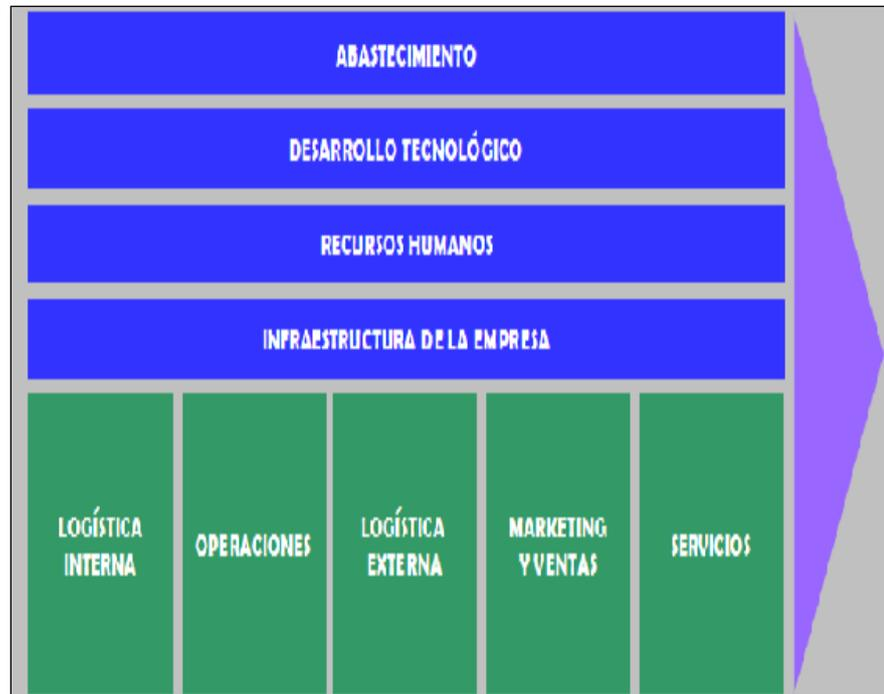 ABASTECIMIENTO
DESARROLLO TECNOLÓGICO
RECURSOS HUMANOS
INFRAESTRUCTURA DE LA EMPRESA
LOGÍSTICA
INTERNA
OPERACIONES
LOGÍSTICA
EXTERNA
MARKETING
Y VENTAS
SERVICIOS